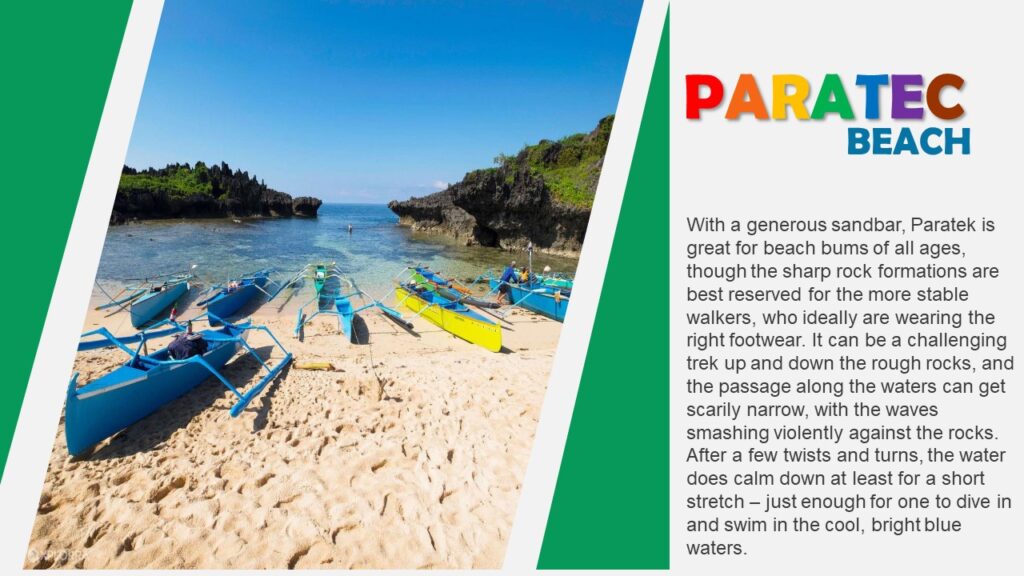 PARATEC
BEACH
With a generous sandbar, Paratek is
great for beach bums of all ages,
though the sharp rock formations are
best reserved for the more stable
walkers, who ideally are wearing the
right footwear. It can be a challenging
trek up and down the rough rocks, and
the passage along the waters can get
scarily narrow, with the waves
smashing violently against the rocks.
After a few twists and turns, the water
does calm down at least for a short
stretch – just enough for one to dive in
and swim in the cool, bright blue
waters.